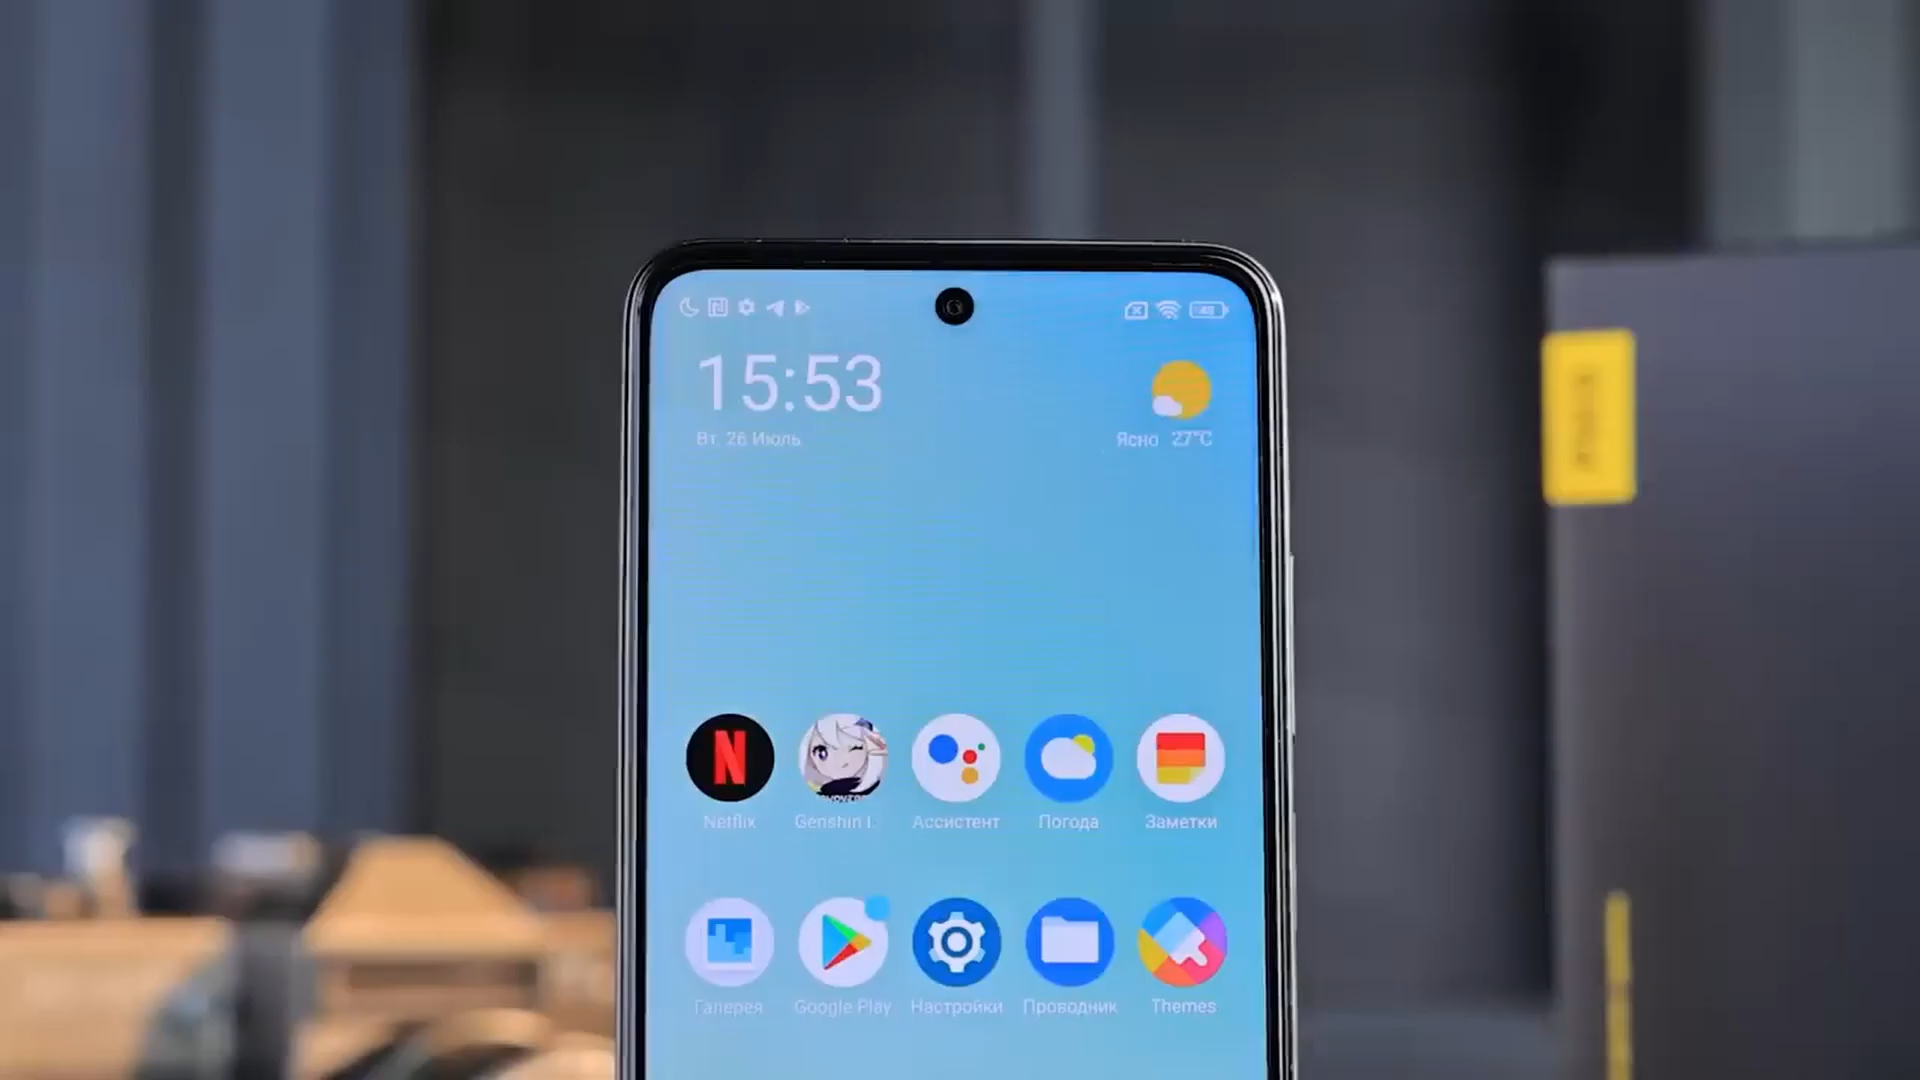 15:53
Вт, 26 Июль
Ясно 27°C
Netflix
Genshin I.
Ассистент
Погода
Заметки
Галерея
Google Play
Настройки
Проводник
Themes